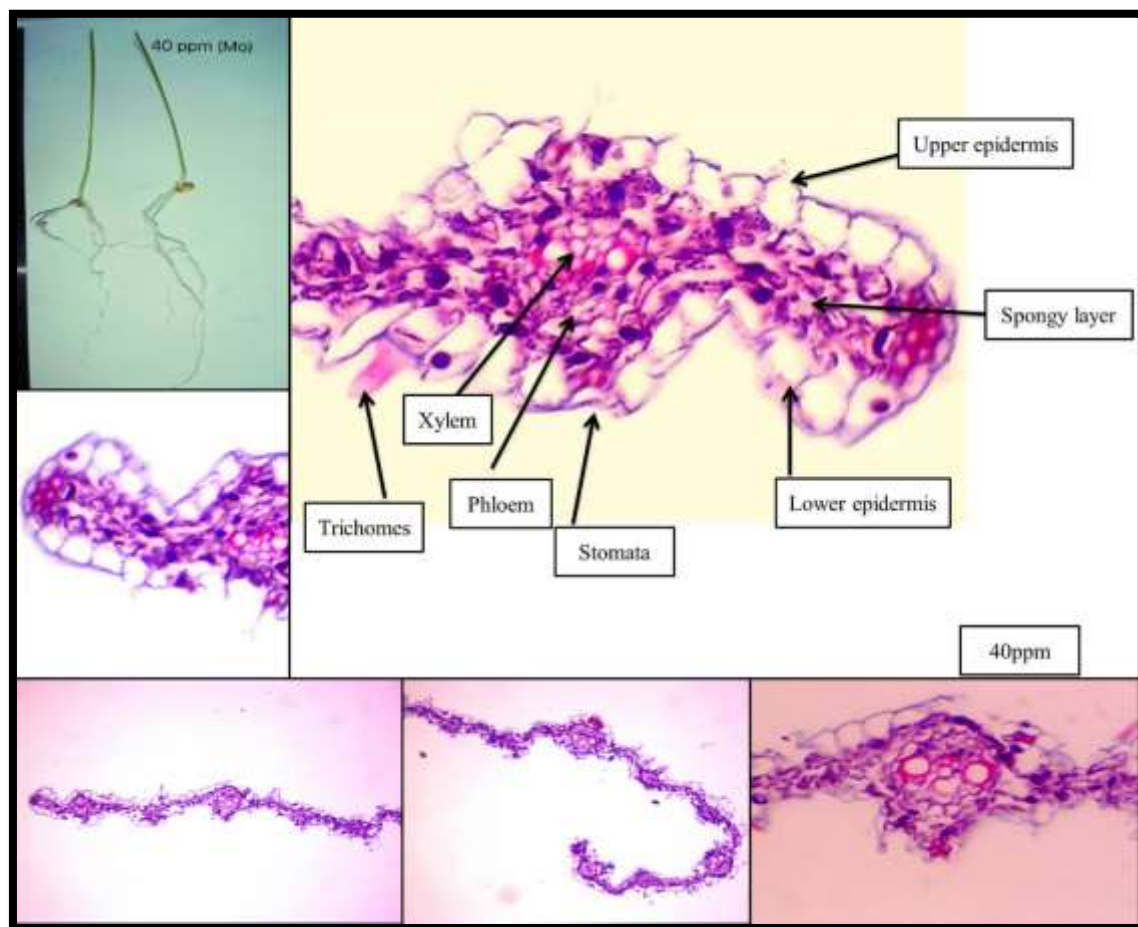 40 ppm (Mo)
Upper epidermis
Spongy layer
Xylem
Phloem
Lower epidermis
Trichomes
Stomata
40ppm